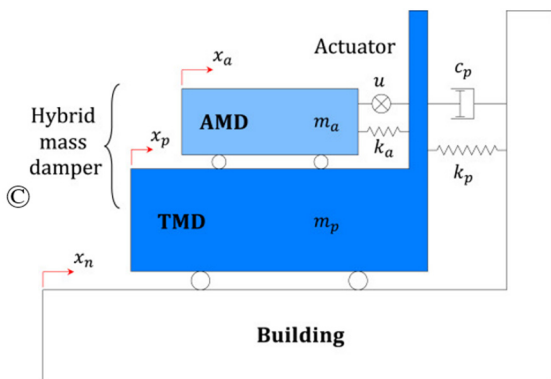 Actuator
x_a
u
c_p
Hybrid
mass
damper
AMD
m_a
k_a
x_p
k_p
©
TMD
m_p
x_n
Building